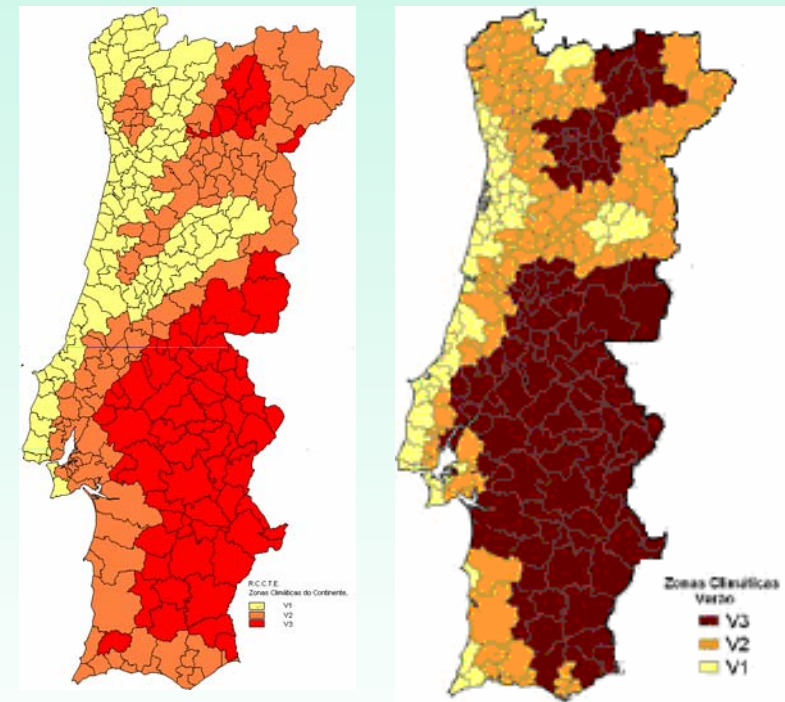 R.C.C.T.E.
Zonas Climáticas do Continente,
V1
V2
V3
Zonas Climáticas
Verão
V3
V2
V1